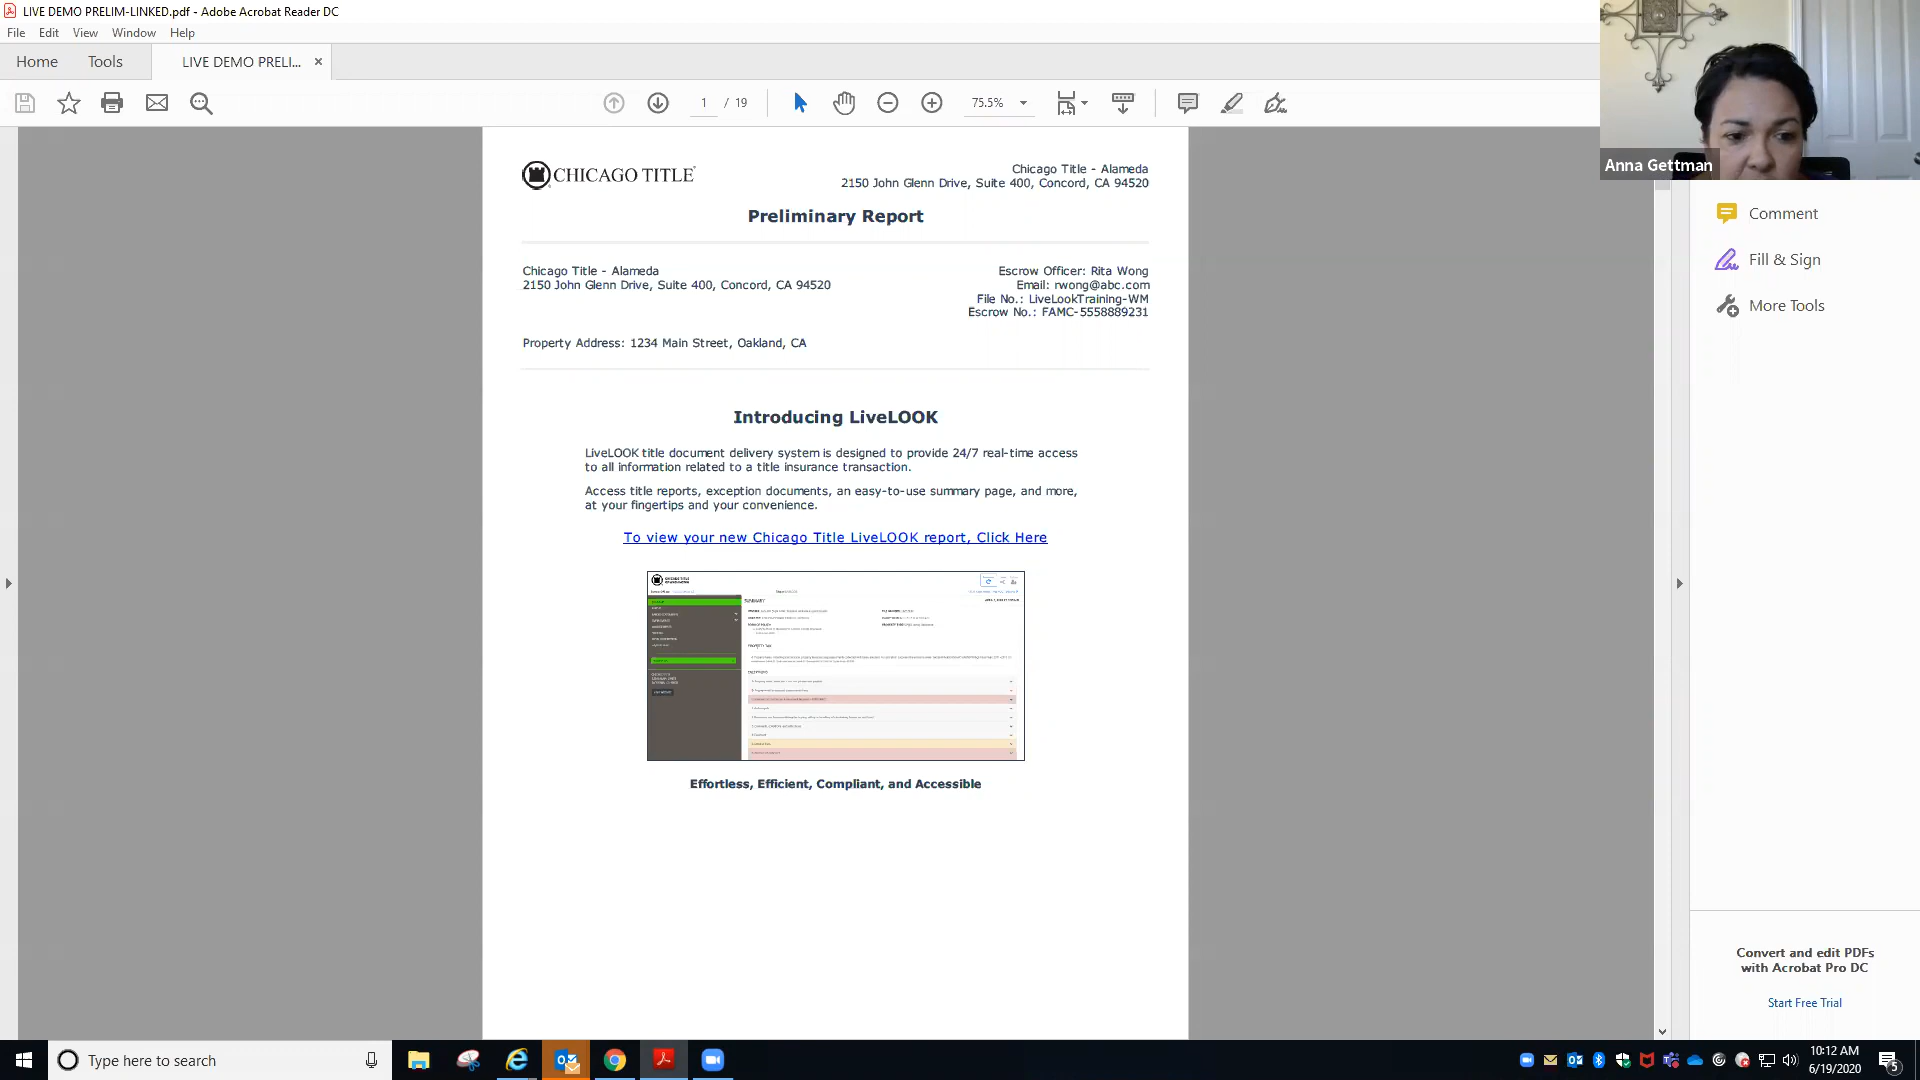 LIVE DEMO PRELIM-LINKED.pdf - Adobe Acrobat Reader DC
File Edit View Window Help
Home Tools LIVE DEMO PRELI... ×
1 / 19 75.5%
Anna Gettman
CHICAGO TITLE
Chicago Title - Alameda
2150 John Glenn Drive, Suite 400, Concord, CA 94520
Preliminary Report
Chicago Title - Alameda
2150 John Glenn Drive, Suite 400, Concord, CA 94520
Escrow Officer: Rita Wong
Email: rwong@abc.com
File No.: LiveLookTraining-WM
Escrow No.: FAMC-5558889231
Property Address: 1234 Main Street, Oakland, CA
Introducing LiveLOOK
LiveLOOK title document delivery system is designed to provide 24/7 real-time access
to all information related to a title insurance transaction.
Access title reports, exception documents, an easy-to-use summary page, and more,
at your fingertips and your convenience.
To view your new Chicago Title LiveLOOK report, Click Here
SUMMARY
PROPERTY TAX
Effortless, Efficient, Compliant, and Accessible
Comment
Fill & Sign
More Tools
Convert and edit PDFs
with Acrobat Pro DC
Start Free Trial
Type here to search
10:12 AM
6/19/2020
5